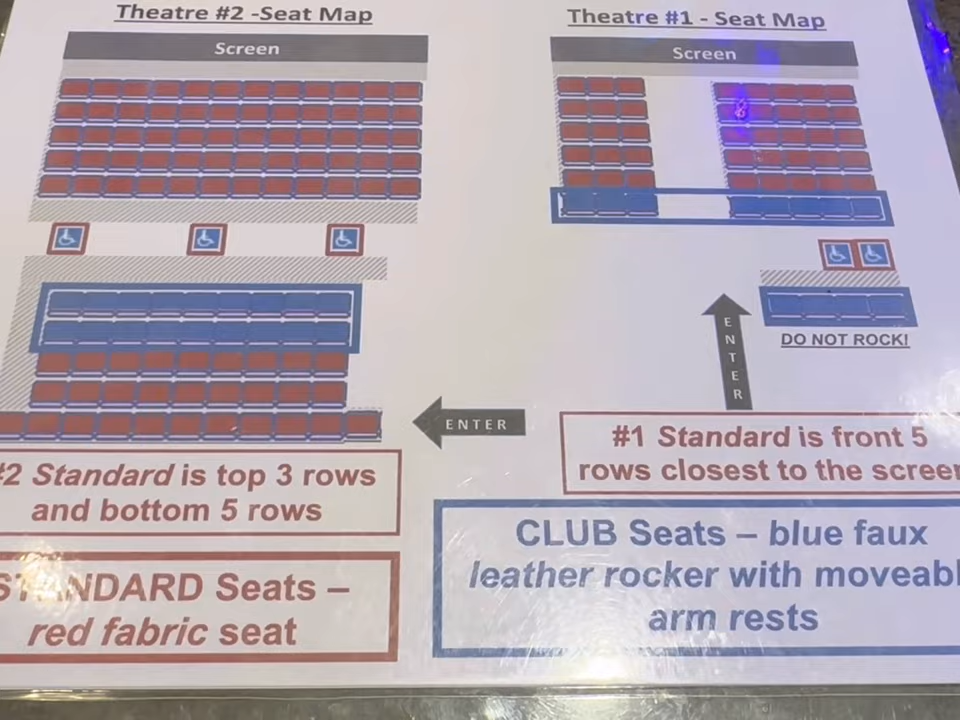 Theatre #2 -Seat Map
Screen
ENTER
#2 Standard is top 3 rows
and bottom 5 rows
STANDARD Seats –
red fabric seat
Theatre #1 - Seat Map
Screen
DO NOT ROCK!
ENTER
#1 Standard is front 5
rows closest to the screen
CLUB Seats – blue faux
leather rocker with moveabl
arm rests